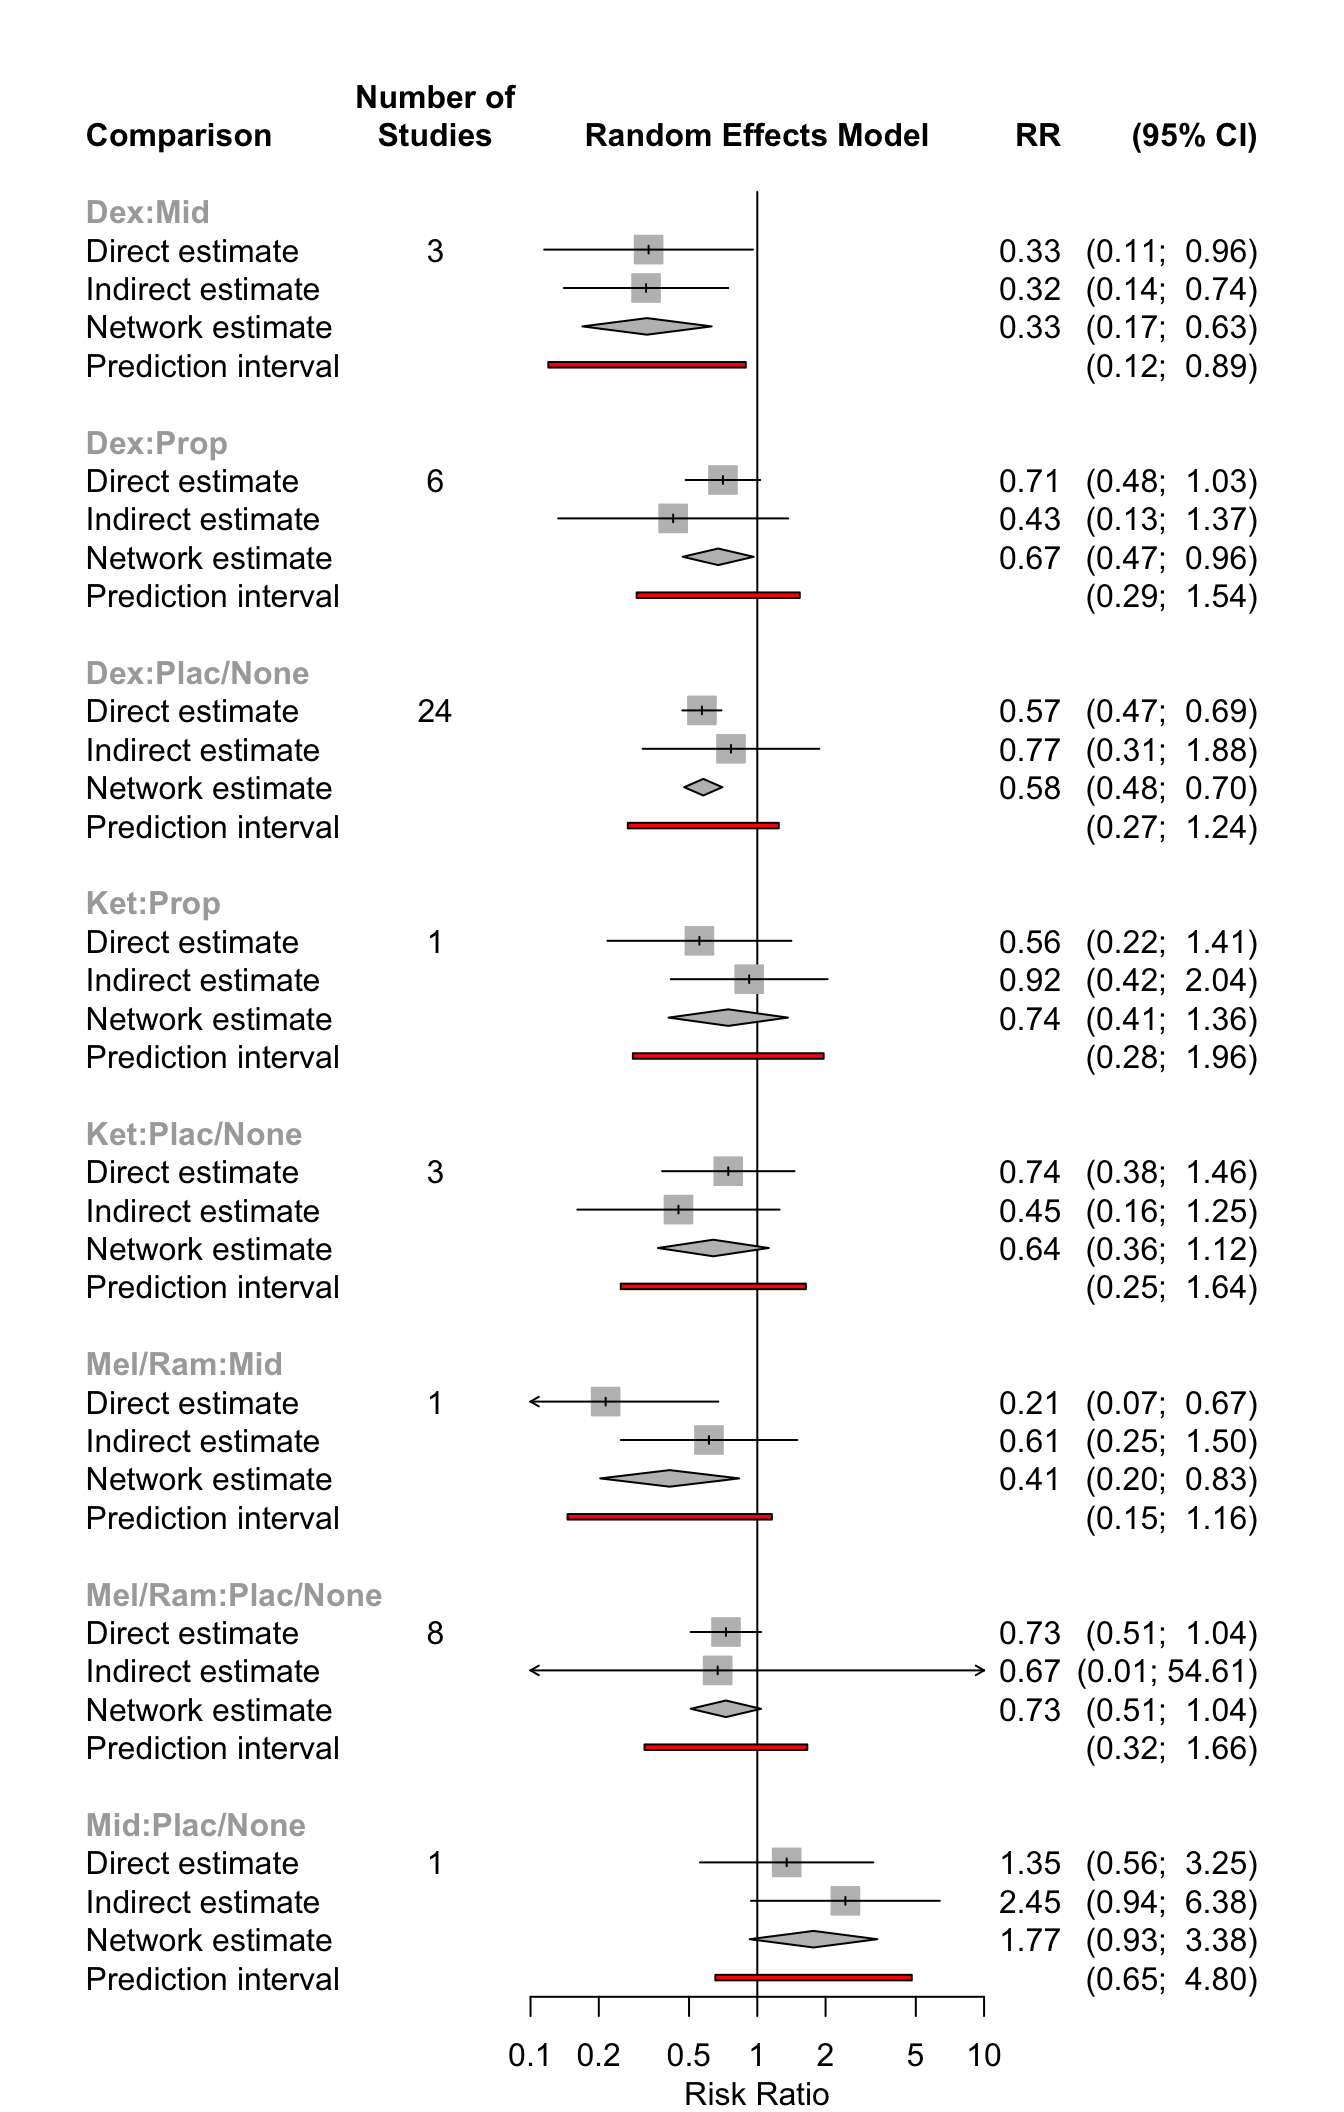 Number of
Comparison Studies Random Effects Model RR (95% CI)
Dex:Mid
Direct estimate 3 0.33 (0.11; 0.96)
Indirect estimate 0.32 (0.14; 0.74)
Network estimate 0.33 (0.17; 0.63)
Prediction interval (0.12; 0.89)
Dex:Prop
Direct estimate 6 0.71 (0.48; 1.03)
Indirect estimate 0.43 (0.13; 1.37)
Network estimate 0.67 (0.47; 0.96)
Prediction interval (0.29; 1.54)
Dex:Plac/None
Direct estimate 24 0.57 (0.47; 0.69)
Indirect estimate 0.77 (0.31; 1.88)
Network estimate 0.58 (0.48; 0.70)
Prediction interval (0.27; 1.24)
Ket:Prop
Direct estimate 1 0.56 (0.22; 1.41)
Indirect estimate 0.92 (0.42; 2.04)
Network estimate 0.74 (0.41; 1.36)
Prediction interval (0.28; 1.96)
Ket:Plac/None
Direct estimate 3 0.74 (0.38; 1.46)
Indirect estimate 0.45 (0.16; 1.25)
Network estimate 0.64 (0.36; 1.12)
Prediction interval (0.25; 1.64)
Mel/Ram:Mid
Direct estimate 1 0.21 (0.07; 0.67)
Indirect estimate 0.61 (0.25; 1.50)
Network estimate 0.41 (0.20; 0.83)
Prediction interval (0.15; 1.16)
Mel/Ram:Plac/None
Direct estimate 8 0.73 (0.51; 1.04)
Indirect estimate 0.67 (0.01; 54.61)
Network estimate 0.73 (0.51; 1.04)
Prediction interval (0.32; 1.66)
Mid:Plac/None
Direct estimate 1 1.35 (0.56; 3.25)
Indirect estimate 2.45 (0.94; 6.38)
Network estimate 1.77 (0.93; 3.38)
Prediction interval (0.65; 4.80)
0.1 0.2 0.5 1 2 5 10
Risk Ratio